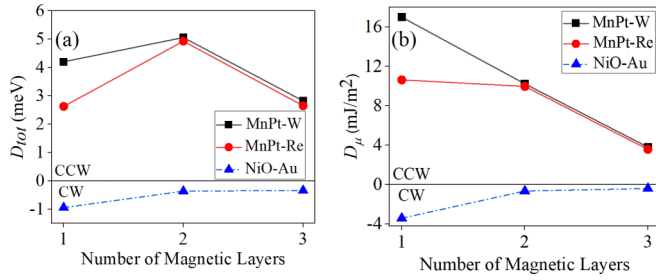 (a)
6
5
4
3
2
1
0
-1
D_tot (meV)
MnPt-W
MnPt-Re
NiO-Au
CCW
CW
1 2 3
Number of Magnetic Layers
(b)
16
12
8
4
0
-4
D_μ (mJ/m²)
MnPt-W
MnPt-Re
NiO-Au
CCW
CW
1 2 3
Number of Magnetic Layers